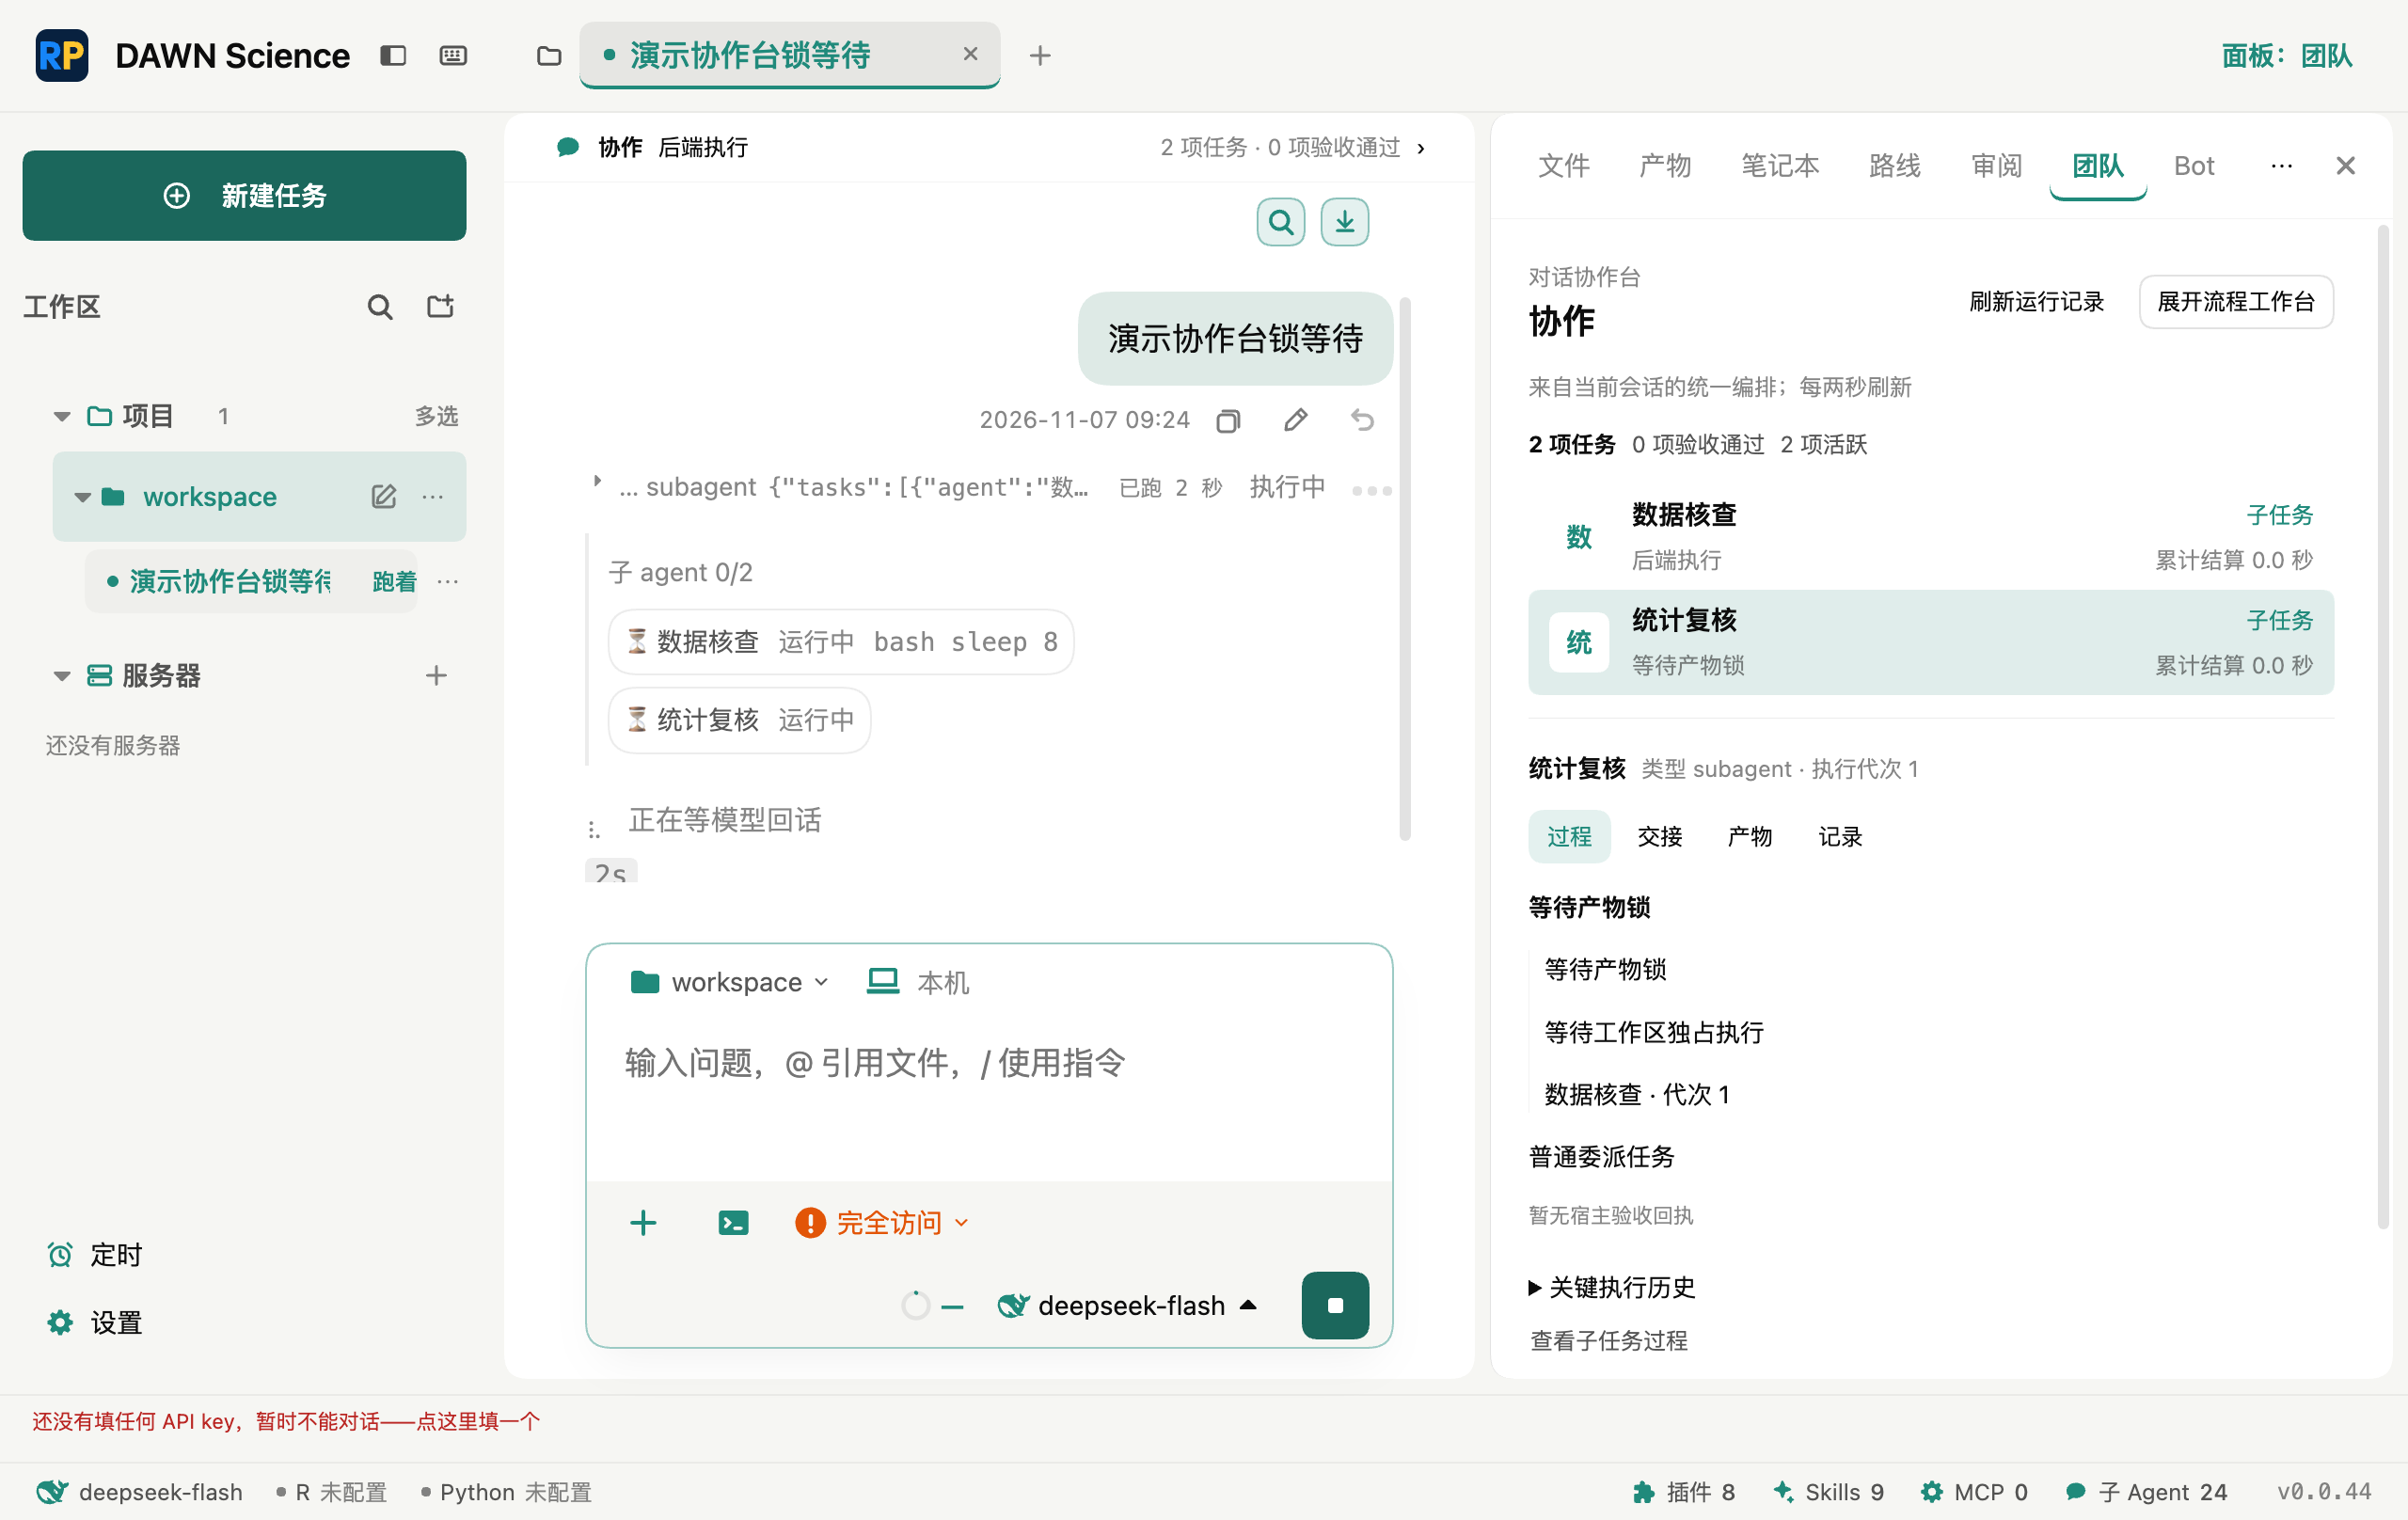 RP DAWN Science
演示协作台锁等待
面板：团队
新建任务
工作区
项目 1 多选
workspace
演示协作台锁等待 跑着
服务器
还没有服务器
定时
设置
协作 后端执行 2 项任务 · 0 项验收通过
演示协作台锁等待
2026-11-07 09:24
... subagent {"tasks":[{"agent":"数... 已跑 2 秒 执行中
子 agent 0/2
数据核查 运行中 bash sleep 8
统计复核 运行中
正在等模型回话
2s
workspace 本机
输入问题，@ 引用文件，/ 使用指令
完全访问
deepseek-flash
文件 产物 笔记本 路线 审阅 团队 Bot
对话协作台
协作
刷新运行记录 展开流程工作台
来自当前会话的统一编排；每两秒刷新
2 项任务 0 项验收通过 2 项活跃
数 数据核查 子任务
后端执行 累计结算 0.0 秒
统 统计复核 子任务
等待产物锁 累计结算 0.0 秒
统计复核 类型 subagent · 执行代次 1
过程 交接 产物 记录
等待产物锁
等待产物锁
等待工作区独占执行
数据核查 · 代次 1
普通委派任务
暂无宿主验收回执
关键执行历史
查看子任务过程
还没有填任何 API key，暂时不能对话——点这里填一个
deepseek-flash R 未配置 Python 未配置 插件 8 Skills 9 MCP 0 子 Agent 24 v0.0.44